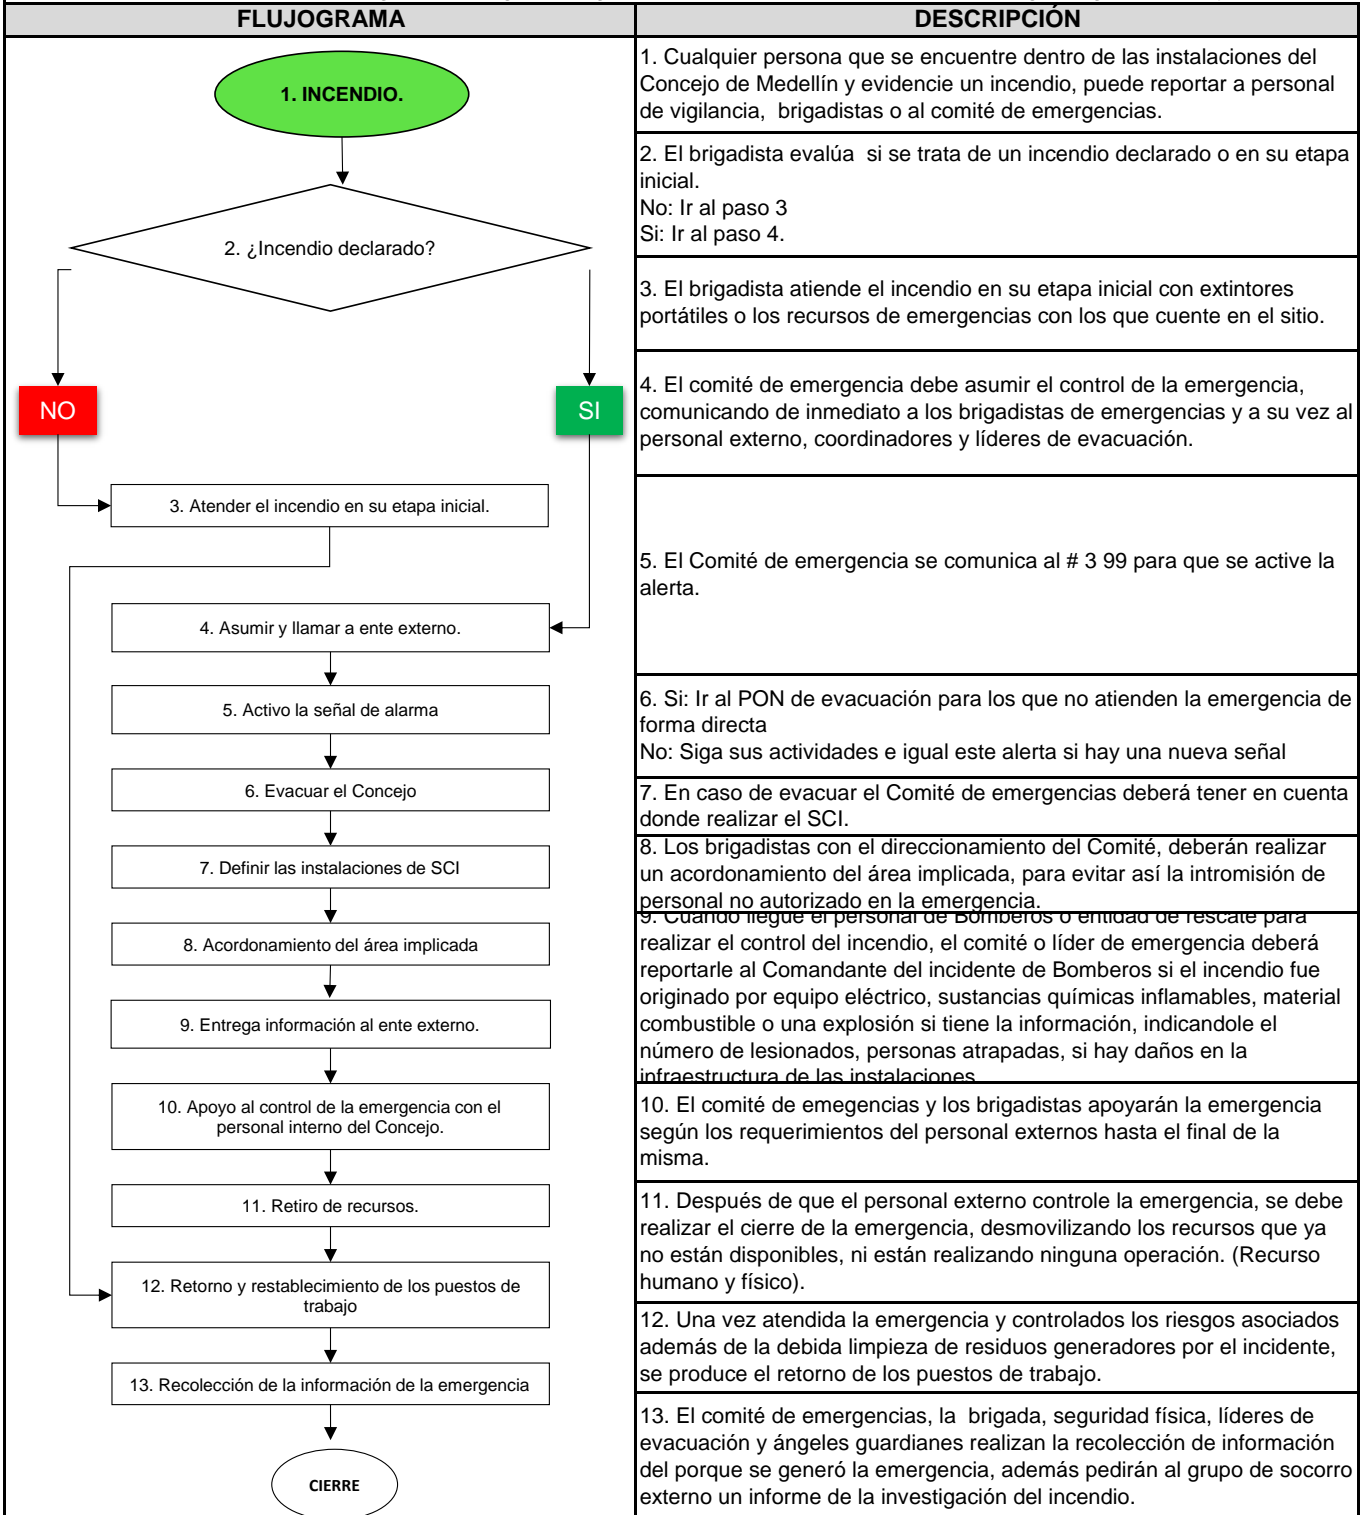 FLUJOGRAMA
DESCRIPCIÓN
1. INCENDIO.
2. ¿Incendio declarado?
NO
SI
3. Atender el incendio en su etapa inicial.
4. Asumir y llamar a ente externo.
5. Activo la señal de alarma
6. Evacuar el Concejo
7. Definir las instalaciones de SCI
8. Acordonamiento del área implicada
9. Entrega información al ente externo.
10. Apoyo al control de la emergencia con el
personal interno del Concejo.
11. Retiro de recursos.
12. Retorno y restablecimiento de los puestos de
trabajo
13. Recolección de la información de la emergencia
CIERRE
1. Cualquier persona que se encuentre dentro de las instalaciones del
Concejo de Medellín y evidencie un incendio, puede reportar a personal
de vigilancia, brigadistas o al comité de emergencias.
2. El brigadista evalúa si se trata de un incendio declarado o en su etapa
inicial.
No: Ir al paso 3
Si: Ir al paso 4.
3. El brigadista atiende el incendio en su etapa inicial con extintores
portátiles o los recursos de emergencias con los que cuente en el sitio.
4. El comité de emergencia debe asumir el control de la emergencia,
comunicando de inmediato a los brigadistas de emergencias y a su vez al
personal externo, coordinadores y líderes de evacuación.
5. El Comité de emergencia se comunica al # 3 99 para que se active la
alerta.
6. Si: Ir al PON de evacuación para los que no atienden la emergencia de
forma directa
No: Siga sus actividades e igual este alerta si hay una nueva señal
7. En caso de evacuar el Comité de emergencias deberá tener en cuenta
donde realizar el SCI.
8. Los brigadistas con el direccionamiento del Comité, deberán realizar
un acordonamiento del área implicada, para evitar así la intromisión de
personal no autorizado en la emergencia.
9. Cuando llegue el personal de Bomberos o entidad de rescate para
realizar el control del incendio, el comité o líder de emergencia deberá
reportarle al Comandante del incidente de Bomberos si el incendio fue
originado por equipo eléctrico, sustancias químicas inflamables, material
combustible o una explosión si tiene la información, indicandole el
número de lesionados, personas atrapadas, si hay daños en la
infraestructura de las instalaciones
10. El comité de emegencias y los brigadistas apoyarán la emergencia
según los requerimientos del personal externos hasta el final de la
misma.
11. Después de que el personal externo controle la emergencia, se debe
realizar el cierre de la emergencia, desmovilizando los recursos que ya
no están disponibles, ni están realizando ninguna operación. (Recurso
humano y físico).
12. Una vez atendida la emergencia y controlados los riesgos asociados
además de la debida limpieza de residuos generadores por el incidente,
se produce el retorno de los puestos de trabajo.
13. El comité de emergencias, la brigada, seguridad física, líderes de
evacuación y ángeles guardianes realizan la recolección de información
del porque se generó la emergencia, además pedirán al grupo de socorro
externo un informe de la investigación del incendio.